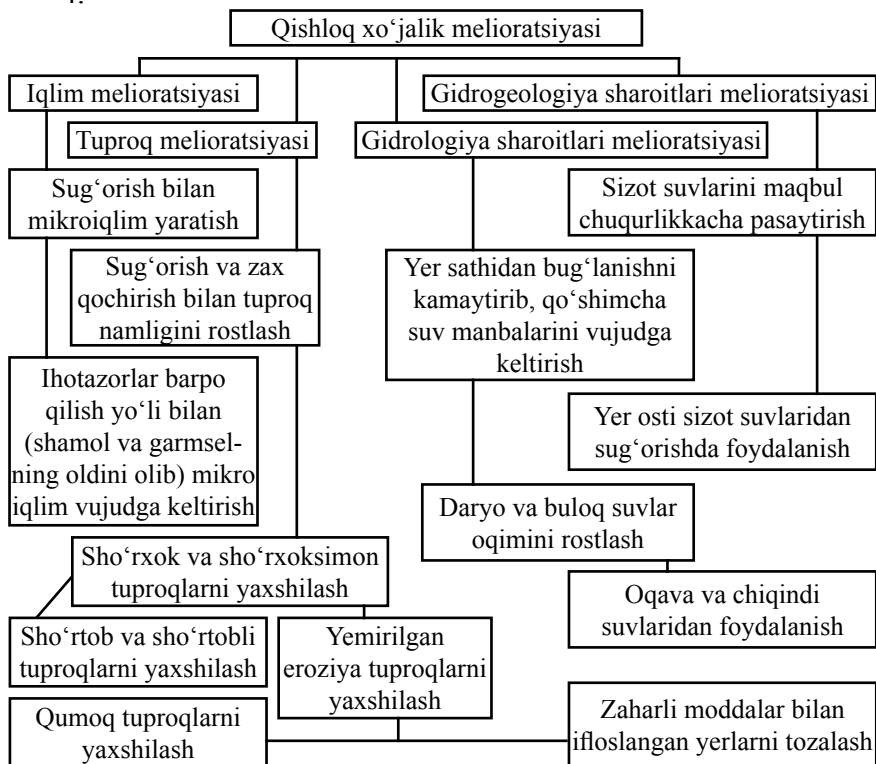 Qishloq xo‘jalik melioratsiyasi
Iqlim melioratsiyasi
Gidrogeologiya sharoitlari melioratsiyasi
Tuproq melioratsiyasi
Gidrologiya sharoitlari melioratsiyasi
Sug‘orish bilan
mikroiqlim yaratish
Sizot suvlarini maqbul
chuqurlikkacha pasaytirish
Sug‘orish va zax
qochirish bilan tuproq
namligini rostlash
Yer sathidan bug‘lanishni
kamaytirib, qo‘shimcha
suv manbalarini vujudga
keltirish
Ihotazorlar barpo
qilish yo‘li bilan
(shamol va garmsel-
ning oldini olib) mikro
iqlim vujudga keltirish
Yer osti sizot suvlaridan
sug‘orishda foydalanish
Daryo va buloq suvlar
oqimini rostlash
Sho‘rxok va sho‘rxoksimon
tuproqlarni yaxshilash
Oqava va chiqindi
suvlaridan foydalanish
Sho‘rtob va sho‘rtobli
tuproqlarni yaxshilash
Yemirilgan
eroziya tuproqlarni
yaxshilash
Qumoq tuproqlarni
yaxshilash
Zaharli moddalar bilan
ifloslangan yerlarni tozalash